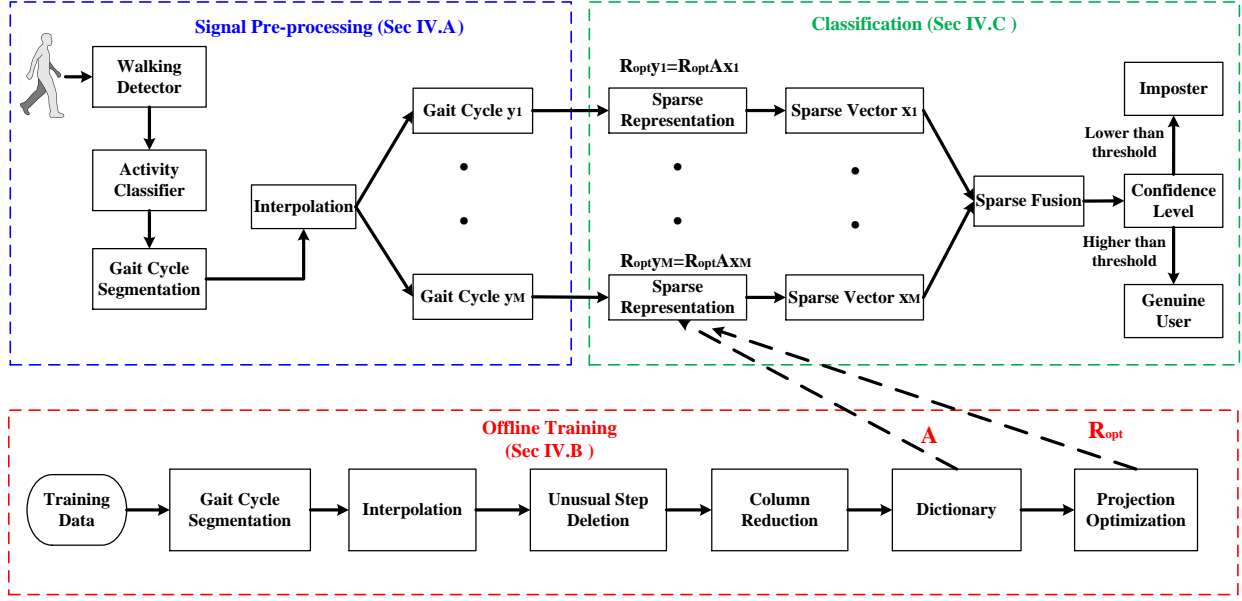 Signal Pre-processing (Sec IV.A)
Walking
Detector
Activity
Classifier
Gait Cycle
Segmentation
Interpolation
Gait Cycle y1
Gait Cycle yM
Classification (Sec IV.C )
Ropty1=RoptAx1
Sparse
Representation
Sparse Vector x1
RoptyM=RoptAxM
Sparse
Representation
Sparse Vector xM
Sparse Fusion
Imposter
Lower than
threshold
Confidence
Level
Higher than
threshold
Genuine
User
Offline Training
(Sec IV.B )
A
Ropt
Training
Data
Gait Cycle
Segmentation
Interpolation
Unusual Step
Deletion
Column
Reduction
Dictionary
Projection
Optimization